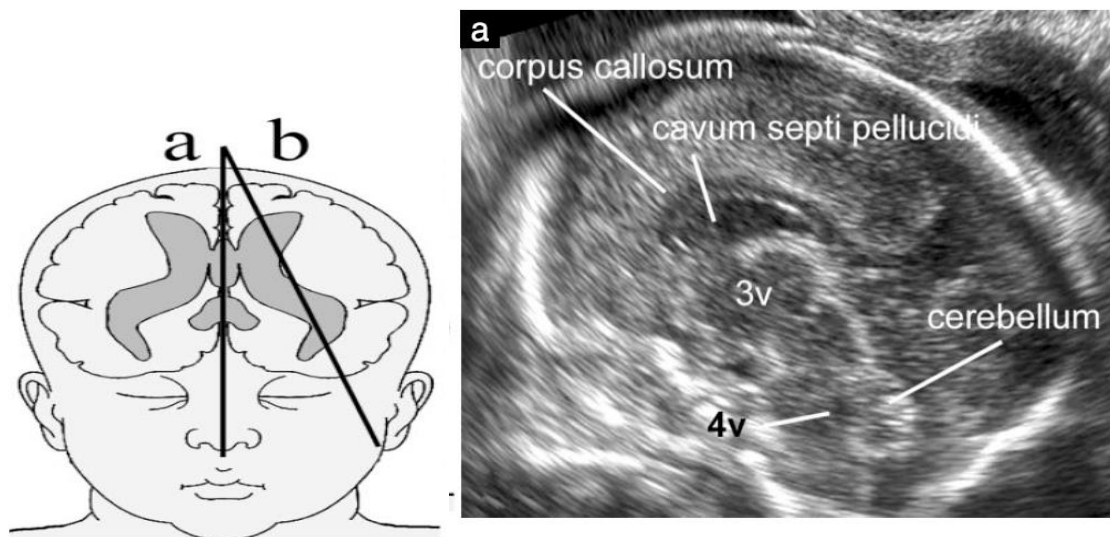 a b
a
corpus callosum
cavum septi pellucidi
3v
cerebellum
4v